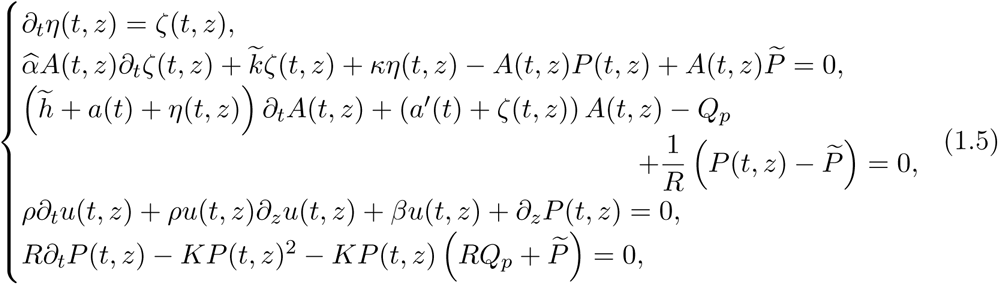 ∂ₜη(t, z) = ζ(t, z),
α̂A(t, z)∂ₜζ(t, z) + k̃ζ(t, z) + κη(t, z) − A(t, z)P(t, z) + A(t, z)P̃ = 0,
(h̃ + a(t) + η(t, z)) ∂ₜA(t, z) + (a′(t) + ζ(t, z)) A(t, z) − Qₚ
+ 1/R (P(t, z) − P̃) = 0, (1.5)
ρ∂ₜu(t, z) + ρu(t, z)∂_zu(t, z) + βu(t, z) + ∂_zP(t, z) = 0,
R∂ₜP(t, z) − KP(t, z)² − KP(t, z) (RQₚ + P̃) = 0,